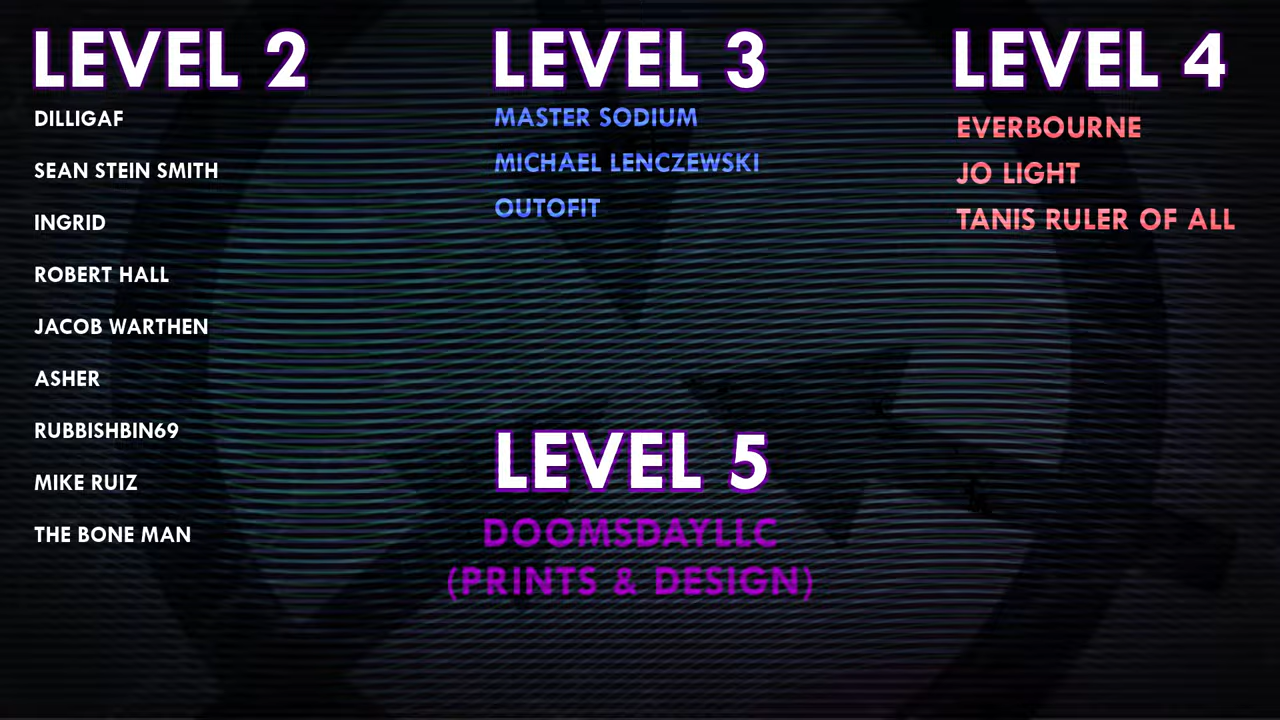 LEVEL 2
DILLIGAF
SEAN STEIN SMITH
INGRID
ROBERT HALL
JACOB WARTHEN
ASHER
RUBBISHBIN69
MIKE RUIZ
THE BONE MAN
LEVEL 3
MASTER SODIUM
MICHAEL LENCZEWSKI
OUTOFIT
LEVEL 4
EVERBOURNE
JO LIGHT
TANIS RULER OF ALL
LEVEL 5
DOOMSDAYLLC
(PRINTS & DESIGN)